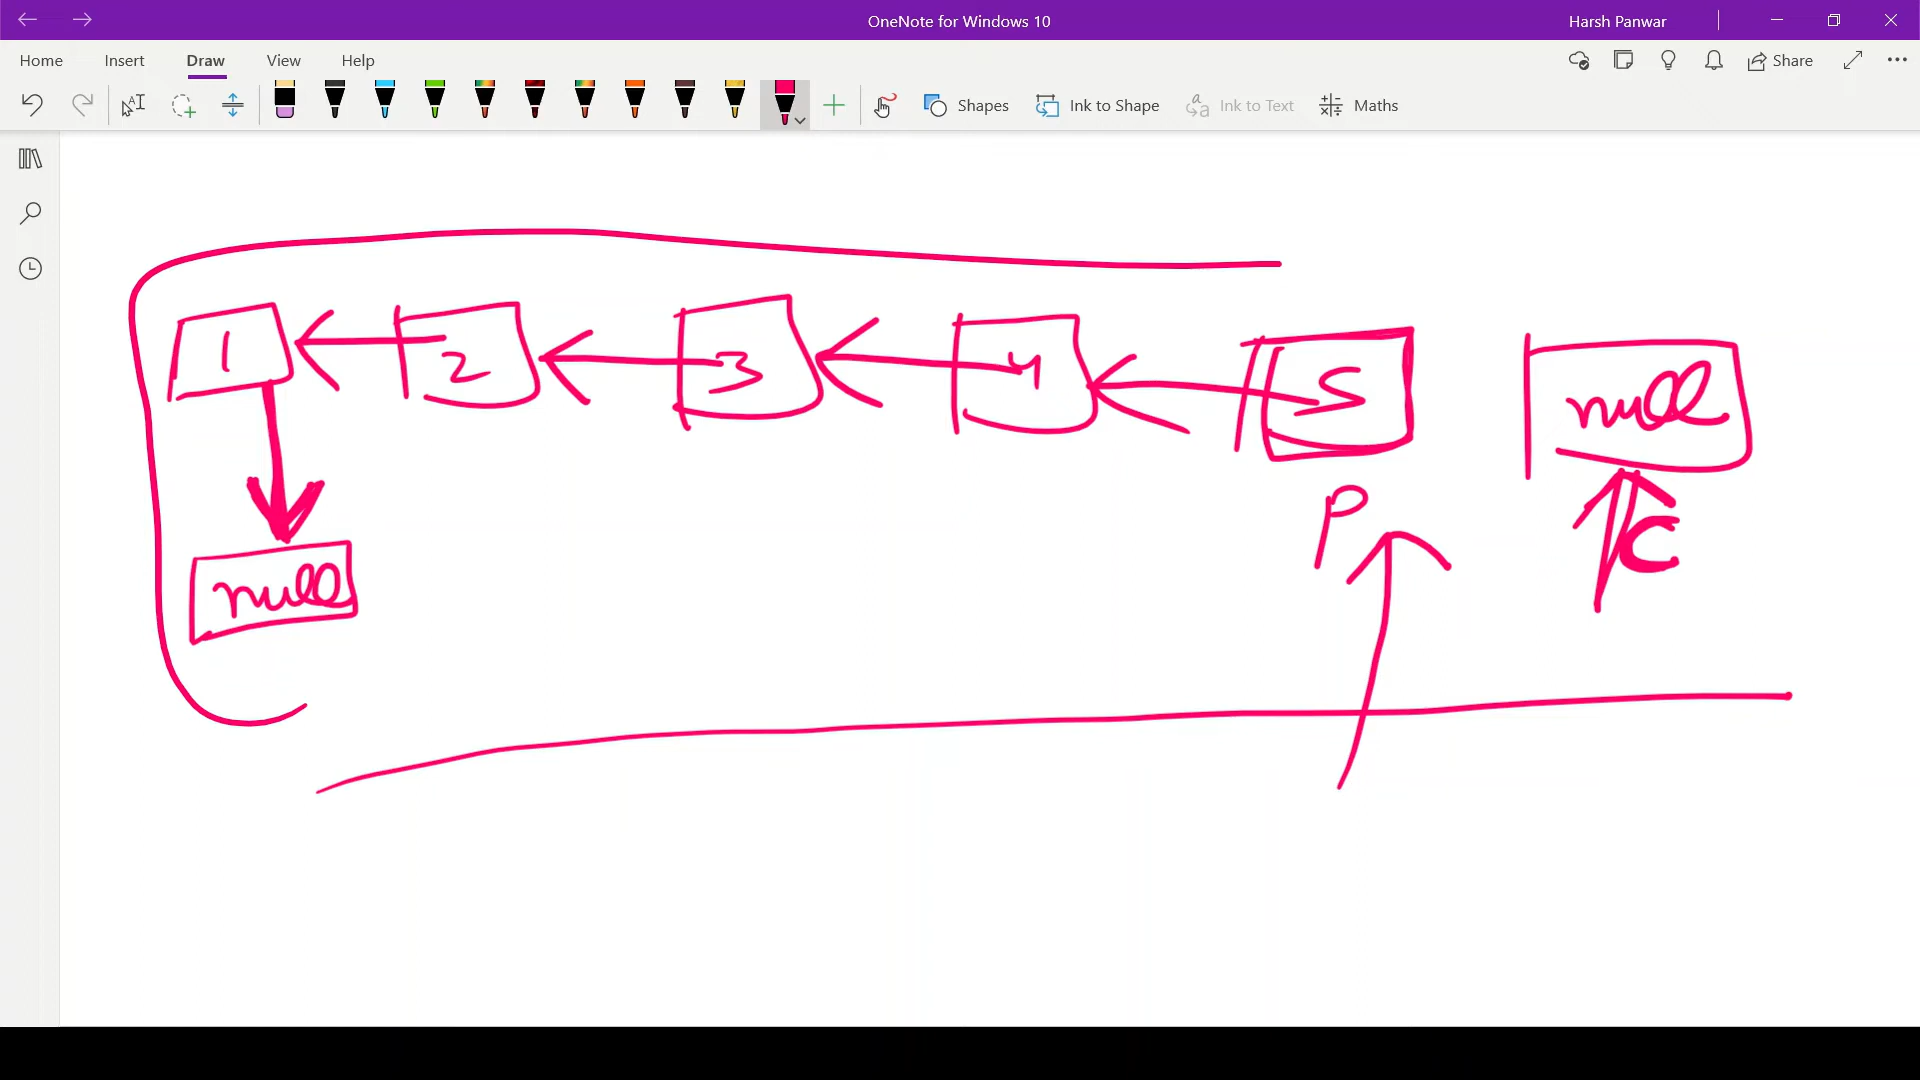 OneNote for Windows 10
Harsh Panwar
Home Insert Draw View Help
Share
Shapes Ink to Shape Ink to Text Maths
1 2 3 4 5 null
P
C
null